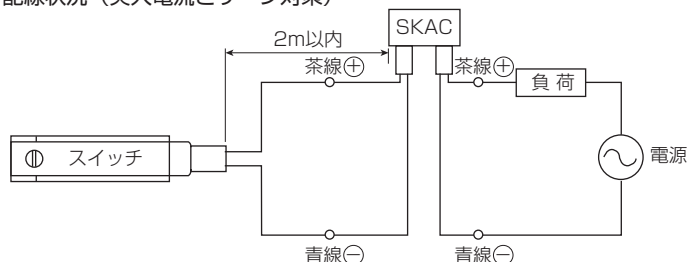 配線状況（突入電流とサージ対策）
SKAC
2m以内
茶線⊕
茶線⊕
負荷
スイッチ
電源
青線⊖
青線⊖